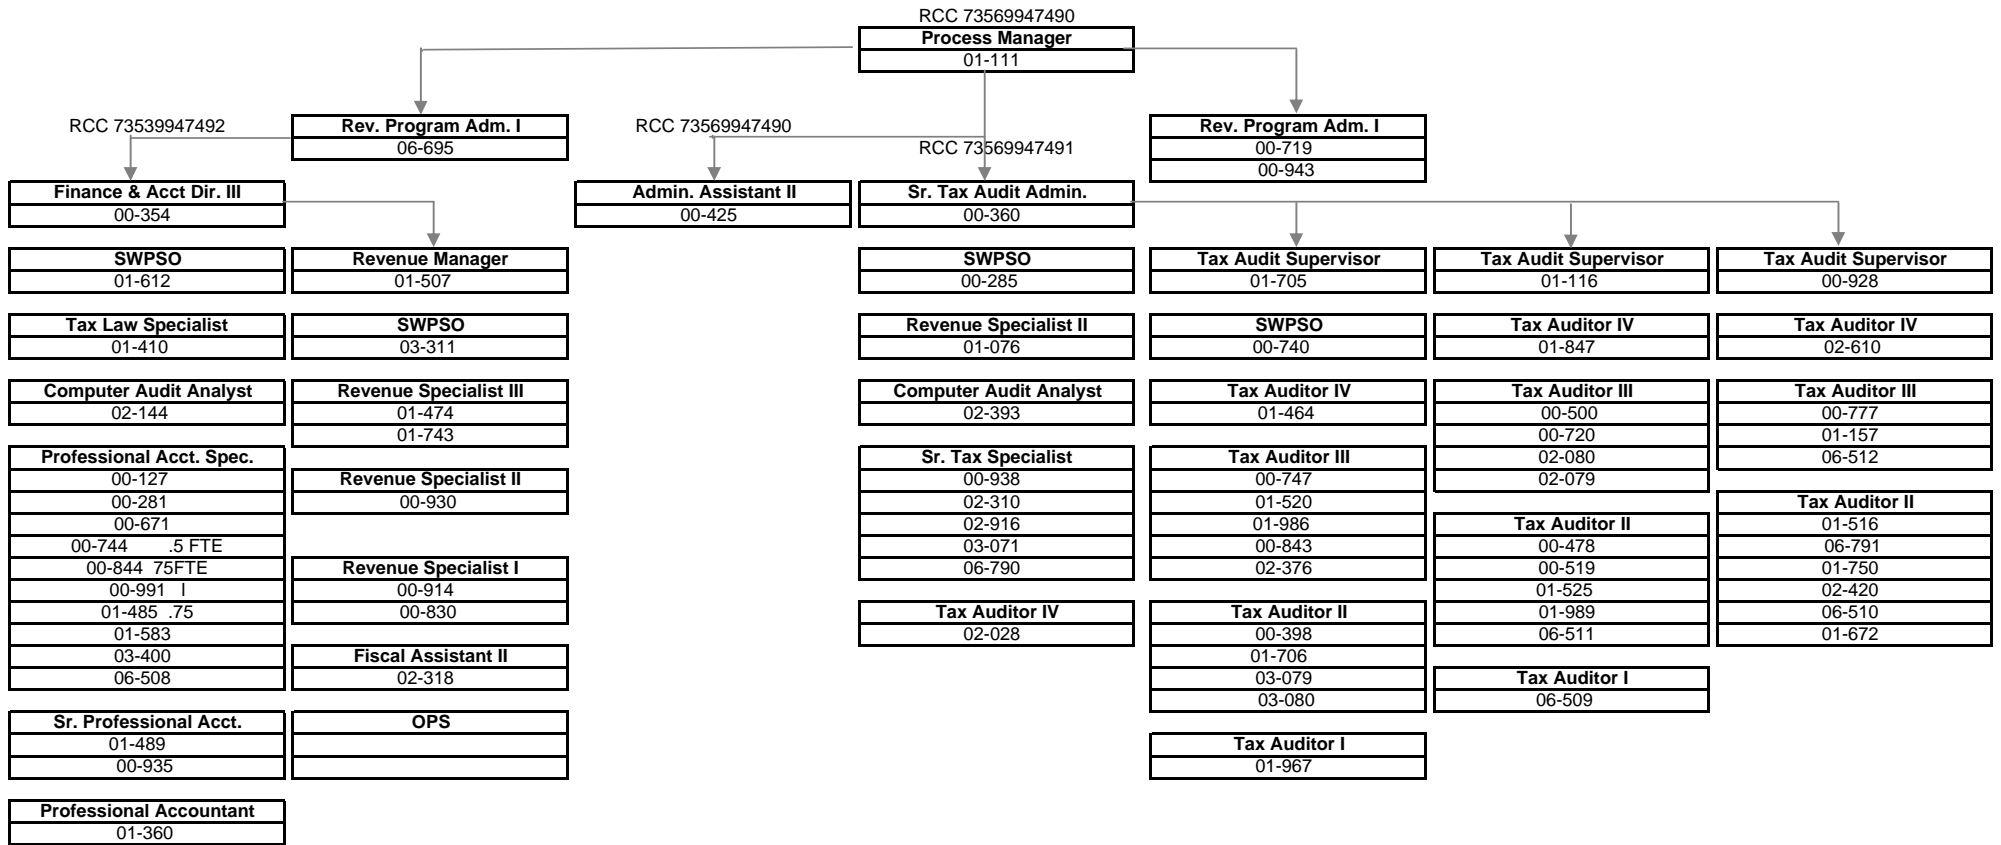 RCC 73569947490
Process Manager
01-111
RCC 73539947492
Rev. Program Adm. I
06-695
RCC 73569947490
RCC 73569947491
Rev. Program Adm. I
00-719
00-943
Finance & Acct Dir. III
00-354
Admin. Assistant II
00-425
Sr. Tax Audit Admin.
00-360
SWPSO
01-612
Tax Law Specialist
01-410
Computer Audit Analyst
02-144
Professional Acct. Spec.
00-127
00-281
00-671
00-744 .5 FTE
00-844 75FTE
00-991 I
01-485 .75
01-583
03-400
06-508
Sr. Professional Acct.
01-489
00-935
Professional Accountant
01-360
Revenue Manager
01-507
SWPSO
03-311
Revenue Specialist III
01-474
01-743
Revenue Specialist II
00-930
Revenue Specialist I
00-914
00-830
Fiscal Assistant II
02-318
OPS
SWPSO
00-285
Revenue Specialist II
01-076
Computer Audit Analyst
02-393
Sr. Tax Specialist
00-938
02-310
02-916
03-071
06-790
Tax Auditor IV
02-028
Tax Audit Supervisor
01-705
SWPSO
00-740
Tax Auditor IV
01-464
Tax Auditor III
00-747
01-520
01-986
00-843
02-376
Tax Auditor II
00-398
01-706
03-079
03-080
Tax Auditor I
01-967
Tax Audit Supervisor
01-116
Tax Auditor IV
01-847
Tax Auditor III
00-500
00-720
02-080
02-079
Tax Auditor II
00-478
00-519
01-525
01-989
06-511
Tax Auditor I
06-509
Tax Audit Supervisor
00-928
Tax Auditor IV
02-610
Tax Auditor III
00-777
01-157
06-512
Tax Auditor II
01-516
06-791
01-750
02-420
06-510
01-672